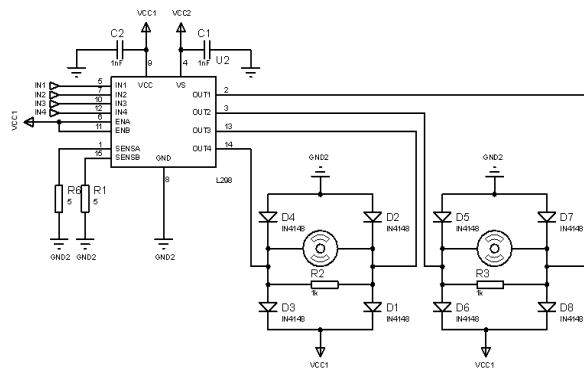 VCC1 VCC2
C2 C1
1nF 1nF U2
9 4
IN1 5 IN1 VCC VS OUT1 2
IN2 7 IN2
IN3 10 IN3 OUT2 3
IN4 12 IN4
VCC1 6 ENA OUT3 13
11 ENB
1 SENSA OUT4 14
15 SENSB GND
8 L298
R6 R1
5 5
GND2 GND2 GND2
GND2 GND2
D4 D2 D5 D7
IN4148 IN4148 IN4148 IN4148
R2 R3
1k 1k
D3 D1 D6 D8
IN4148 IN4148 IN4148 IN4148
VCC1 VCC1